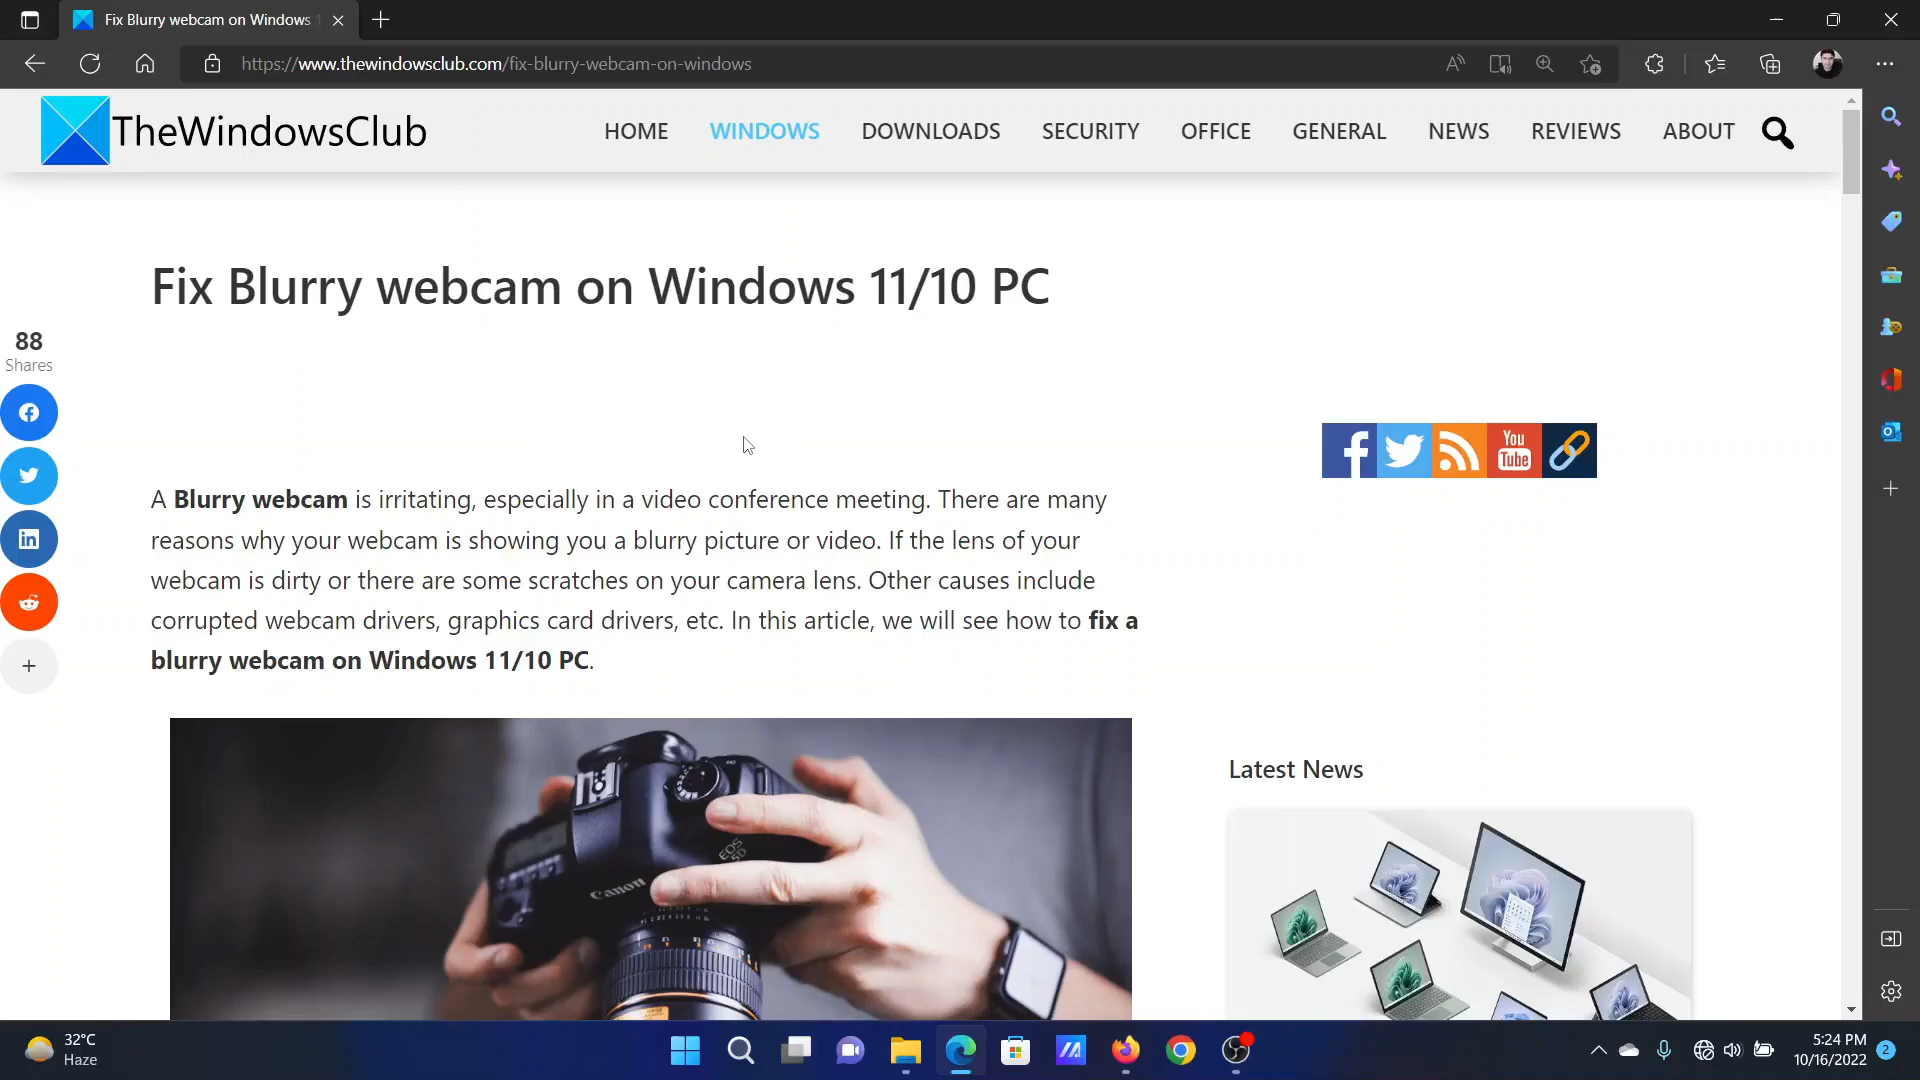 Fix Blurry webcam on Windows 1
https://www.thewindowsclub.com/fix-blurry-webcam-on-windows
TheWindowsClub
HOME WINDOWS DOWNLOADS SECURITY OFFICE GENERAL NEWS REVIEWS ABOUT
Fix Blurry webcam on Windows 11/10 PC
88
Shares
You
Tube
A Blurry webcam is irritating, especially in a video conference meeting. There are many
reasons why your webcam is showing you a blurry picture or video. If the lens of your
webcam is dirty or there are some scratches on your camera lens. Other causes include
corrupted webcam drivers, graphics card drivers, etc. In this article, we will see how to fix a
blurry webcam on Windows 11/10 PC.
Canon
EOS
5D
Latest News
32°C
Haze
5:24 PM
10/16/2022
2